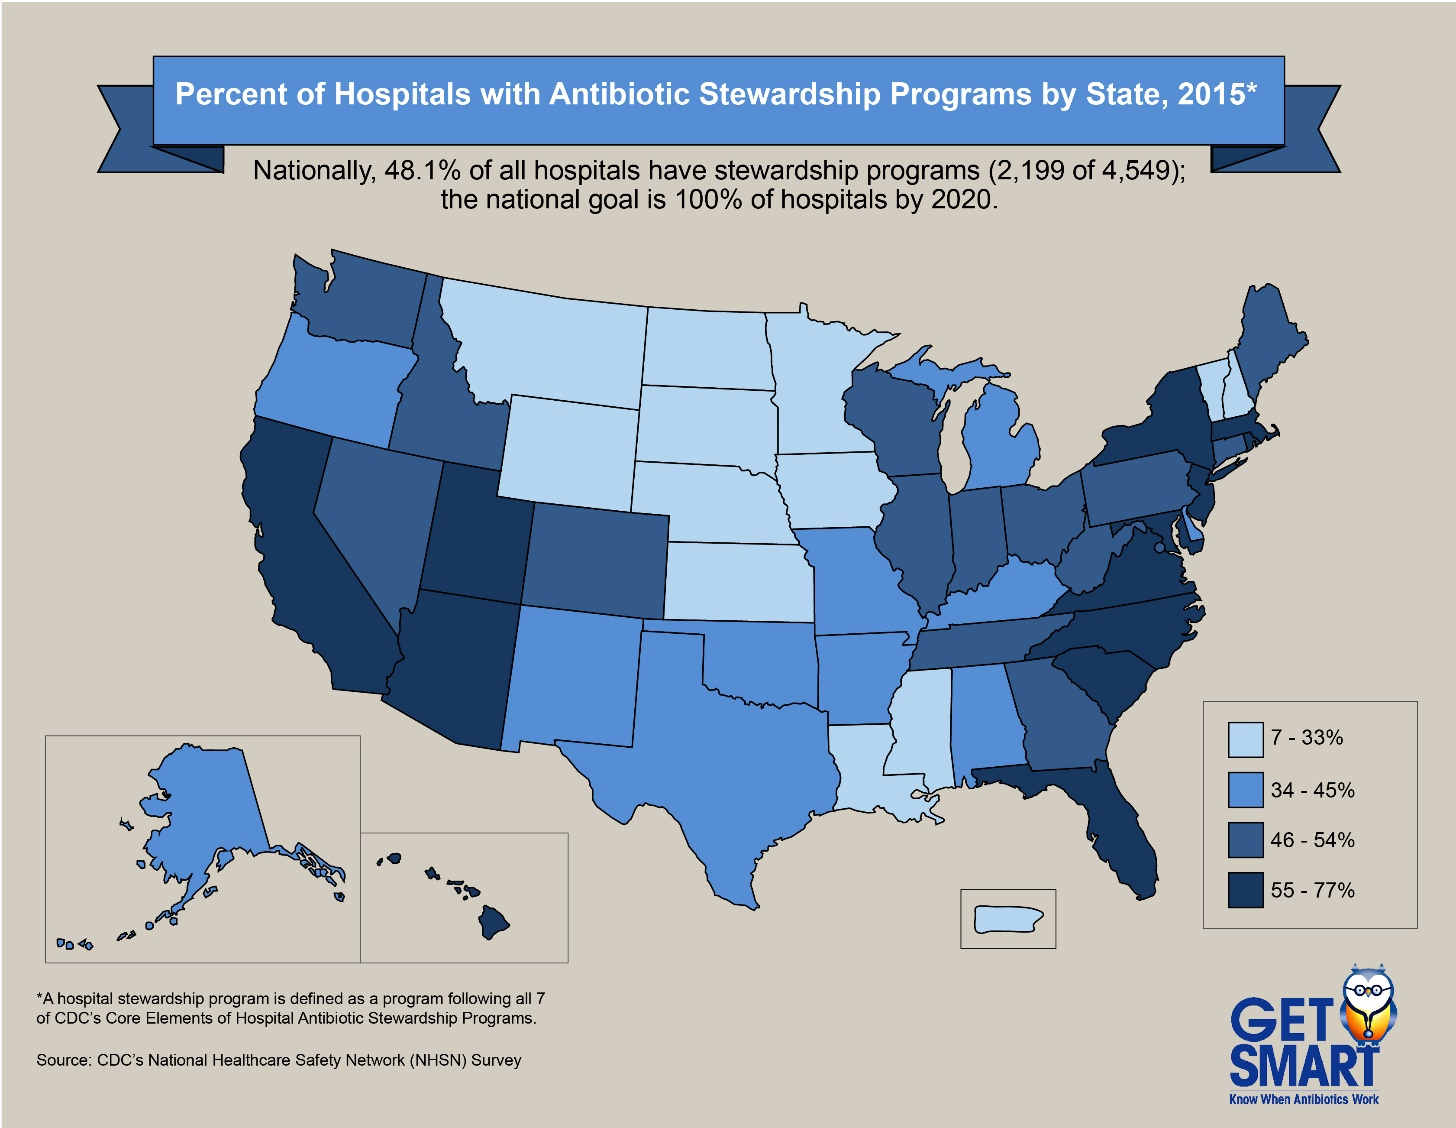 Percent of Hospitals with Antibiotic Stewardship Programs by State, 2015*
Nationally, 48.1% of all hospitals have stewardship programs (2,199 of 4,549);
the national goal is 100% of hospitals by 2020.
7 - 33%
34 - 45%
46 - 54%
55 - 77%
*A hospital stewardship program is defined as a program following all 7
of CDC's Core Elements of Hospital Antibiotic Stewardship Programs.
Source: CDC's National Healthcare Safety Network (NHSN) Survey
GET
SMART
Know When Antibiotics Work